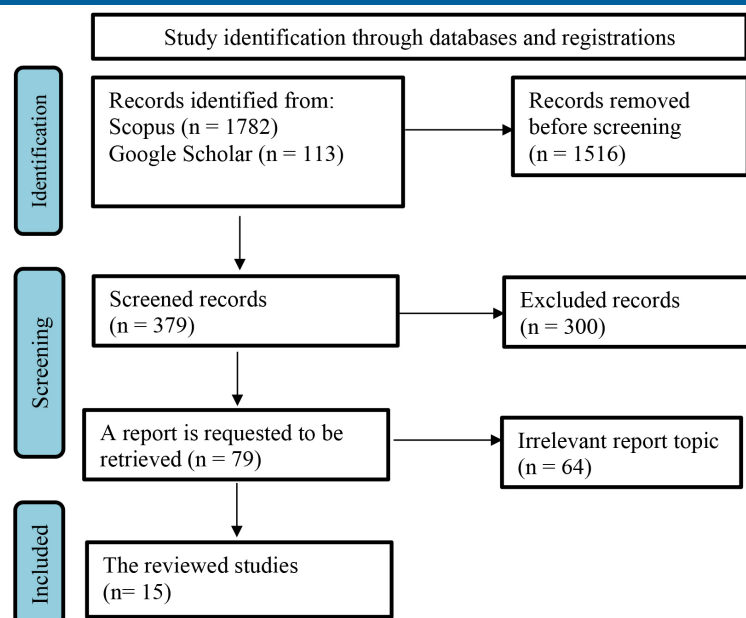 Study identification through databases and registrations
Identification
Records identified from:
Scopus (n = 1782)
Google Scholar (n = 113)
Records removed
before screening
(n = 1516)
Screening
Screened records
(n = 379)
Excluded records
(n = 300)
A report is requested to be
retrieved (n = 79)
Irrelevant report topic
(n = 64)
Included
The reviewed studies
(n= 15)